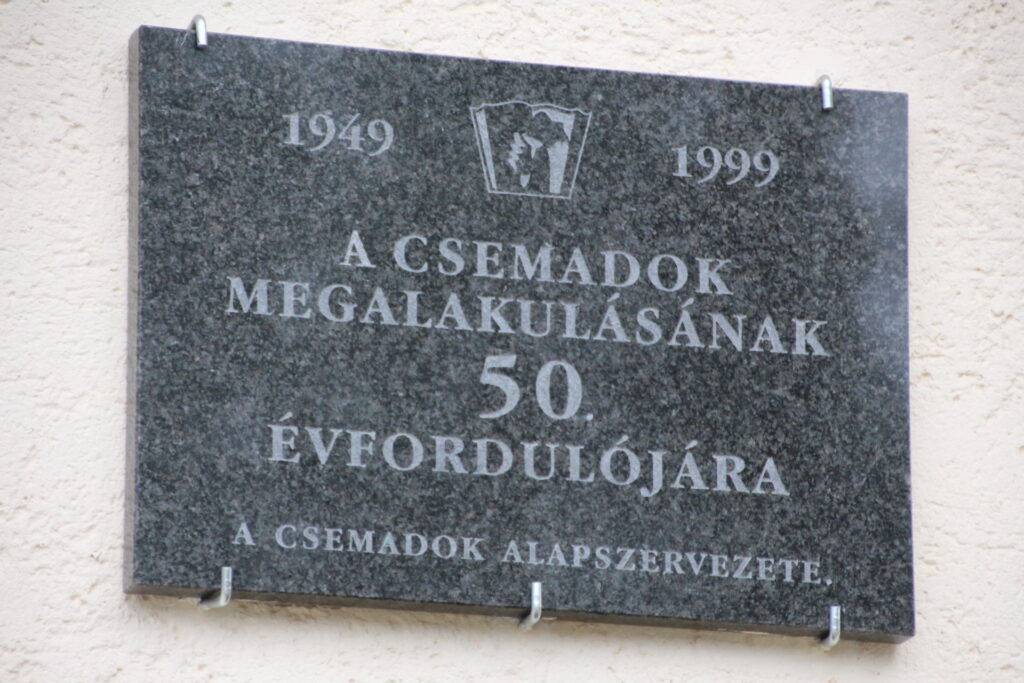 1949 1999
A CSEMADOK
MEGALAKULÁSÁNAK
50.
ÉVFORDULÓJÁRA
A CSEMADOK ALAPSZERVEZETE.